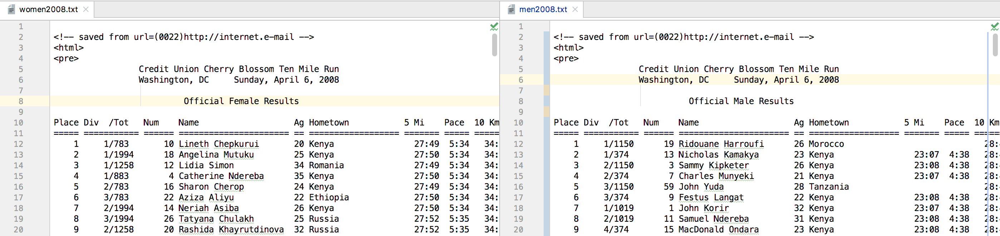 women2008.txt
1
2 <!-- saved from url=(0022)http://internet.e-mail -->
3 <html>
4 <pre>
5 Credit Union Cherry Blossom Ten Mile Run
6 Washington, DC     Sunday, April 6, 2008
7
8 Official Female Results
9
10 Place Div  /Tot   Num    Name                   Ag Hometown           5 Mi    Pace  10 Km
11 ===== =========== ====== ====================== == ================== ======= ===== =====
12 1 1/783 10 Lineth Chepkurui 20 Kenya 27:49 5:34 34:
13 2 1/1994 18 Angelina Mutuku 25 Kenya 27:50 5:34 34:
14 3 1/1258 12 Lidia Simon 34 Romania 27:49 5:34 34:
15 4 1/883 4 Catherine Ndereba 35 Kenya 27:50 5:34 34:
16 5 2/783 16 Sharon Cherop 24 Kenya 27:49 5:34 34:
17 6 3/783 22 Aziza Aliyu 22 Ethiopia 27:50 5:34 34:
18 7 2/1994 14 Neriah Asiba 26 Kenya 27:50 5:34 34:
19 8 3/1994 26 Tatyana Chulakh 25 Russia 27:52 5:35 34:
20 9 2/1258 20 Rashida Khayrutdinova 32 Russia 27:52 5:35 34:
men2008.txt
1
2 <!-- saved from url=(0022)http://internet.e-mail -->
3 <html>
4 <pre>
5 Credit Union Cherry Blossom Ten Mile Run
6 Washington, DC     Sunday, April 6, 2008
7
8 Official Male Results
9
10 Place Div  /Tot   Num    Name                   Ag Hometown           5 Mi    Pace  10 Km
11 ===== =========== ====== ====================== == ================== ======= ===== =====
12 1 1/1150 19 Ridouane Harroufi 26 Morocco 28:
13 2 1/374 13 Nicholas Kamakya 23 Kenya 23:07 4:38 28:
14 3 2/1150 3 Sammy Kipketer 26 Kenya 23:08 4:38 28:
15 4 2/374 7 Charles Munyeki 21 Kenya 23:07 4:38 28:
16 5 3/1150 59 John Yuda 28 Tanzania 28:
17 6 3/374 9 Festus Langat 22 Kenya 23:08 4:38 28:
18 7 1/1019 1 John Korir 32 Kenya 23:07 4:38 28:
19 8 2/1019 11 Samuel Ndereba 31 Kenya 23:08 4:38 28:
20 9 4/374 15 MacDonald Ondara 23 Kenya 23:08 4:38 28: